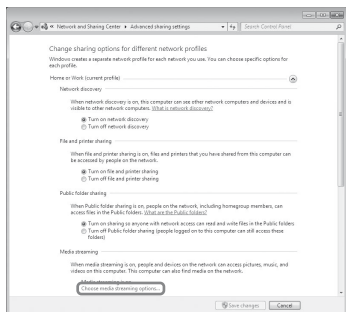 « Network and Sharing Center ▸ Advanced sharing settings
Search Control Panel
Change sharing options for different network profiles
Windows creates a separate network profile for each network you use. You can choose specific options for
each profile.
Home or Work (current profile)
Network discovery
When network discovery is on, this computer can see other network computers and devices and is
visible to other network computers. What is network discovery?
Turn on network discovery
Turn off network discovery
File and printer sharing
When file and printer sharing is on, files and printers that you have shared from this computer can
be accessed by people on the network.
Turn on file and printer sharing
Turn off file and printer sharing
Public folder sharing
When Public folder sharing is on, people on the network, including homegroup members, can
access files in the Public folders. What are the Public folders?
Turn on sharing so anyone with network access can read and write files in the Public folders
Turn off Public folder sharing (people logged on to this computer can still access these
folders)
Media streaming
When media streaming is on, people and devices on the network can access pictures, music, and
videos on this computer. This computer can also find media on the network.
Media streaming is on.
Choose media streaming options...
Save changes
Cancel